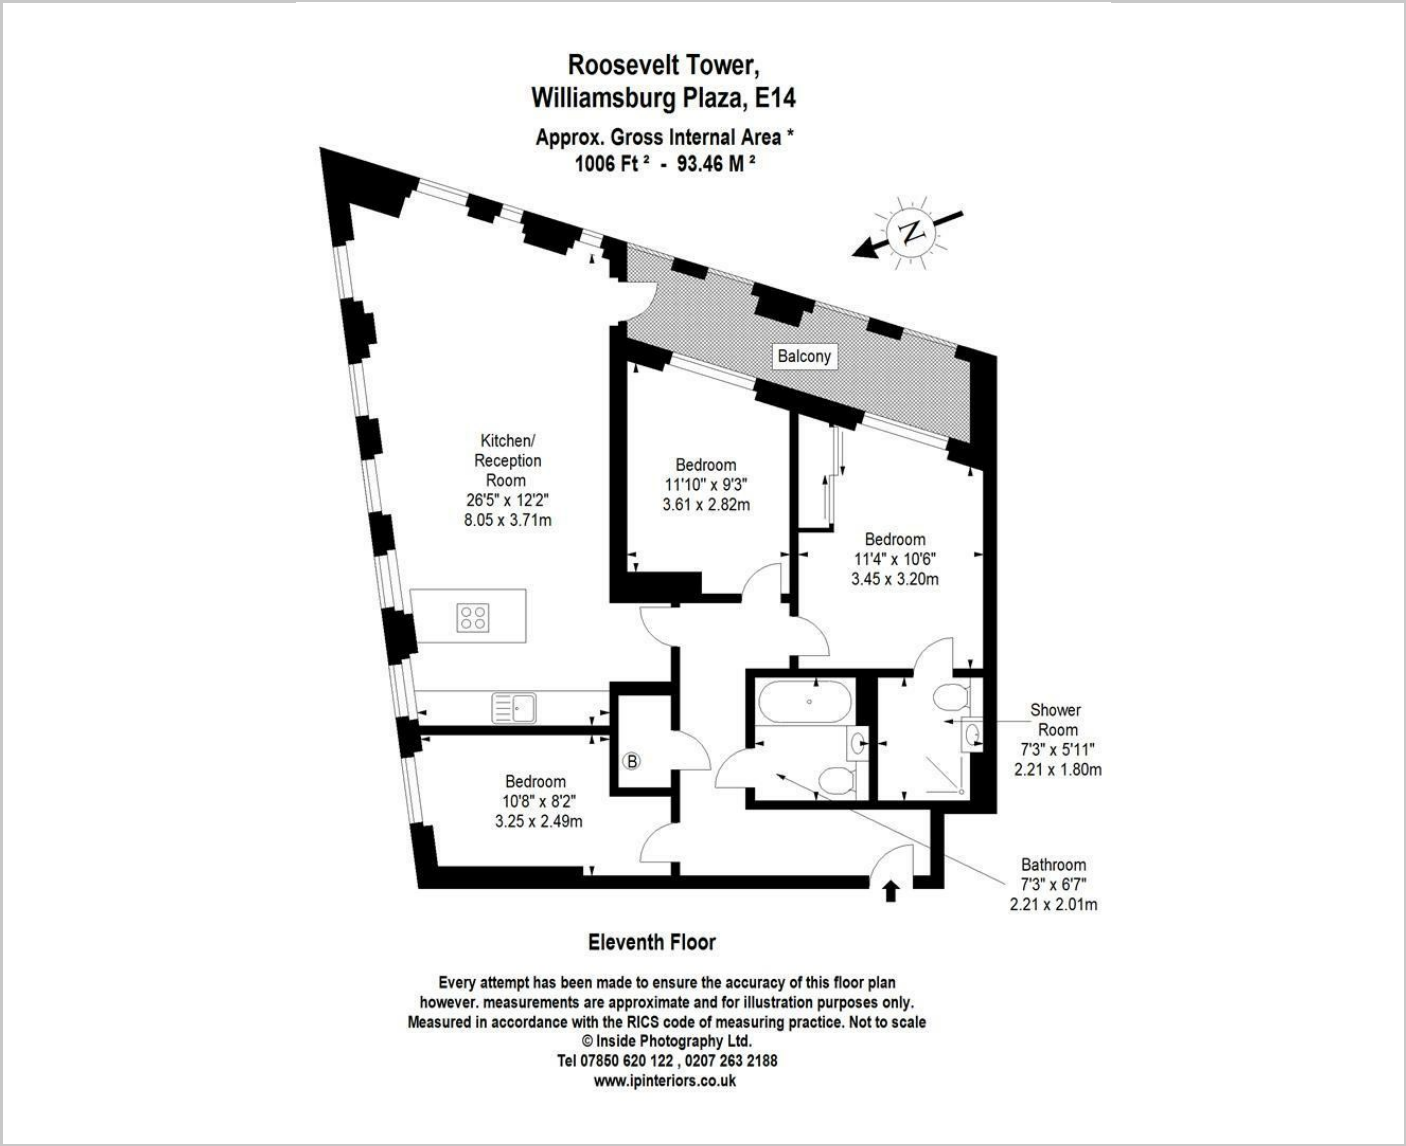 Roosevelt Tower,
Williamsburg Plaza, E14
Approx. Gross Internal Area *
1006 Ft ² - 93.46 M ²
N
Balcony
Kitchen/
Reception
Room
26'5" x 12'2"
8.05 x 3.71m
Bedroom
11'10" x 9'3"
3.61 x 2.82m
Bedroom
11'4" x 10'6"
3.45 x 3.20m
Shower
Room
7'3" x 5'11"
2.21 x 1.80m
B
Bedroom
10'8" x 8'2"
3.25 x 2.49m
Bathroom
7'3" x 6'7"
2.21 x 2.01m
Eleventh Floor
Every attempt has been made to ensure the accuracy of this floor plan
however. measurements are approximate and for illustration purposes only.
Measured in accordance with the RICS code of measuring practice. Not to scale
© Inside Photography Ltd.
Tel 07850 620 122 , 0207 263 2188
www.ipinteriors.co.uk